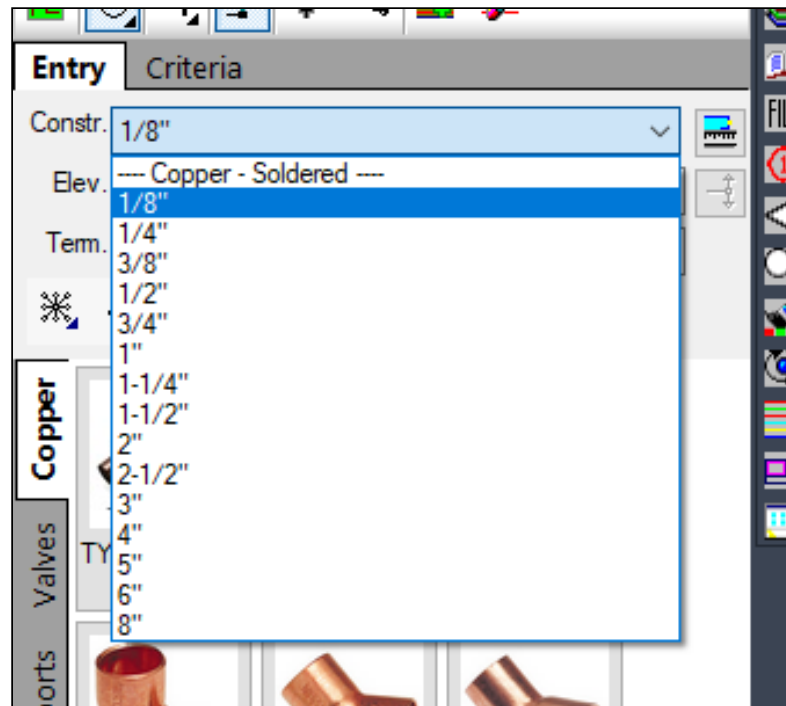 Entry Criteria
Constr. 1/8"
Elev. ---- Copper - Soldered ----
1/8"
Term. 1/4"
3/8"
1/2"
3/4"
1"
1-1/4"
1-1/2"
2"
2-1/2"
3"
4"
5"
6"
8"
Copper
Valves
TY